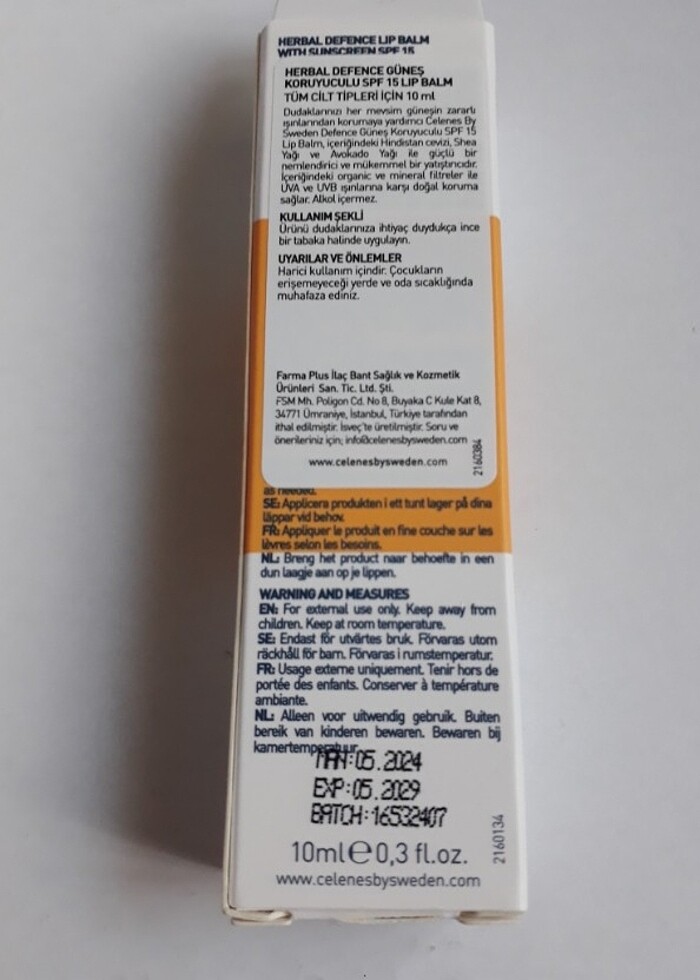 HERBAL DEFENCE LIP BALM
WITH SUNSCREEN SPF 15
HERBAL DEFENCE GÜNEŞ
KORUYUCULU SPF 15 LIP BALM
TÜM CİLT TİPLERİ İÇİN 10 ml
Dudaklarınızı her mevsim güneşin zararlı
ışınlarından korumaya yardımcı Celenes By
Sweden Defence Güneş Koruyuculu SPF 15
Lip Balm, içeriğindeki Hindistan cevizi, Shea
Yağı ve Avokado Yağı ile güçlü bir
nemlendirici ve mükemmel bir yatıştırıcıdır.
İçeriğindeki organic ve mineral filtreler ile
UVA ve UVB ışınlarına karşı doğal koruma
sağlar. Alkol içermez.
KULLANIM ŞEKLİ
Ürünü dudaklarınıza ihtiyaç duydukça ince
bir tabaka halinde uygulayın.
UYARILAR VE ÖNLEMLER
Harici kullanım içindir. Çocukların
erişemeyeceği yerde ve oda sıcaklığında
muhafaza ediniz.
Farma Plus İlaç Bant Sağlık ve Kozmetik
Ürünleri San. Tic. Ltd. Şti.
FSM Mh. Poligon Cd. No 8, Buyaka C Kule Kat 8,
34771 Ümraniye, İstanbul, Türkiye tarafından
ithal edilmiştir. İsveç'te üretilmiştir. Soru ve
önerileriniz için; info@celenesbysweden.com
www.celenesbysweden.com
2160384
as needed.
SE: Applicera produkten i ett tunt lager på dina
läppar vid behov.
FR: Appliquer le produit en fine couche sur les
lèvres selon les besoins.
NL: Breng het product naar behoefte in een
dun laagje aan op je lippen.
WARNING AND MEASURES
EN: For external use only. Keep away from
children. Keep at room temperature.
SE: Endast för utvärtes bruk. Förvaras utom
räckhåll för barn. Förvaras i rumstemperatur.
FR: Usage externe uniquement. Tenir hors de
portée des enfants. Conserver à température
ambiante.
NL: Alleen voor uitwendig gebruik. Buiten
bereik van kinderen bewaren. Bewaren bij
kamertemperatuur.
MAN:05.2024
EXP:05.2029
BATCH:16532407
10ml℮0,3 fl.oz.
www.celenesbysweden.com
2160134